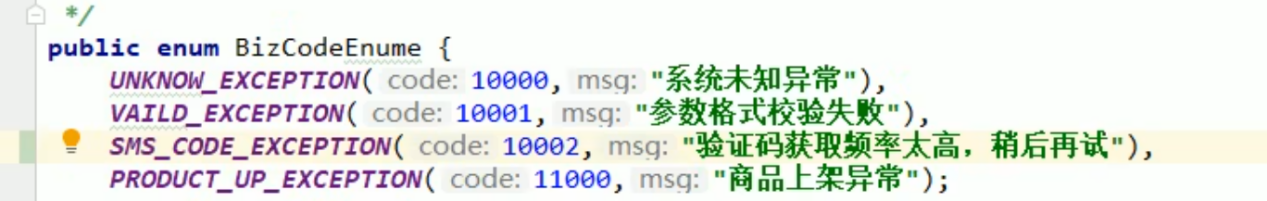 */
public enum BizCodeEnume {
UNKNOW_EXCEPTION( code: 10000, msg: "系统未知异常"),
VAILD_EXCEPTION( code: 10001, msg: "参数格式校验失败"),
SMS_CODE_EXCEPTION( code: 10002, msg: "验证码获取频率太高，稍后再试"),
PRODUCT_UP_EXCEPTION( code: 11000, msg: "商品上架异常");